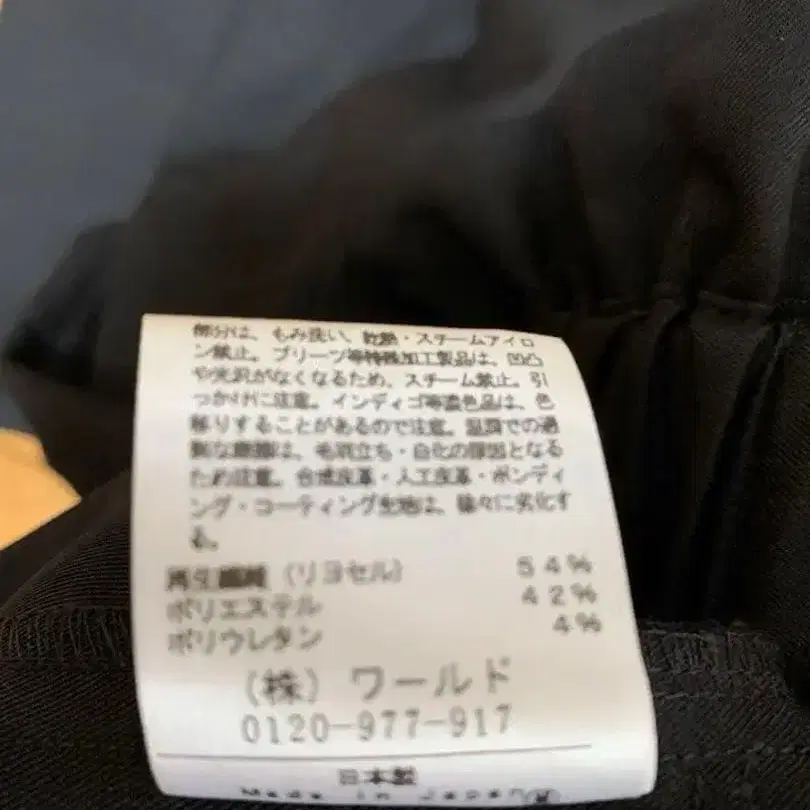 部分は、もみ洗い、乾熱・スチームアイロ
ン禁止。プリーツ等特殊加工製品は、凹凸
や光沢がなくなるため、スチーム禁止。引
っかけに注意。インディゴ等濃色品は、色
移りすることがあるので注意。湿潤での過
度な摩擦は、毛羽立ち・白化の原因となる
ため注意。合成皮革・人工皮革・ボンディ
ング・コーティング生地は、徐々に劣化す
る。
再生繊維（リヨセル） 54%
ポリエステル 42%
ポリウレタン 4%
（株）ワールド
0120-977-917
日本製
Made in Japan